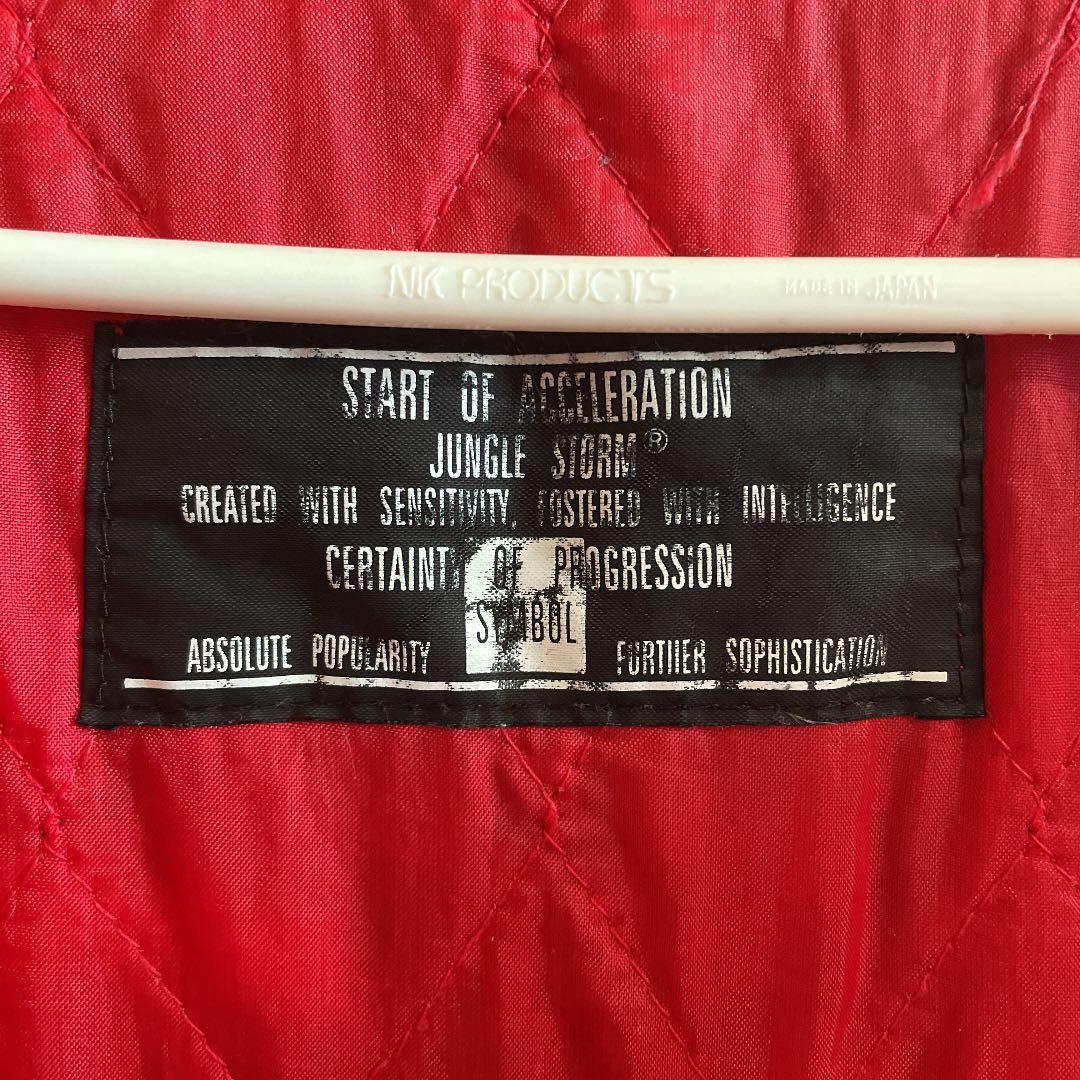 NK PRODUCTS MADE IN JAPAN
START OF ACCELERATION
JUNGLE STORM®
CREATED WITH SENSITIVITY, FOSTERED WITH INTELLIGENCE
CERTAINTY OF PROGRESSION
SYMBOL
ABSOLUTE POPULARITY FURTHER SOPHISTICATION